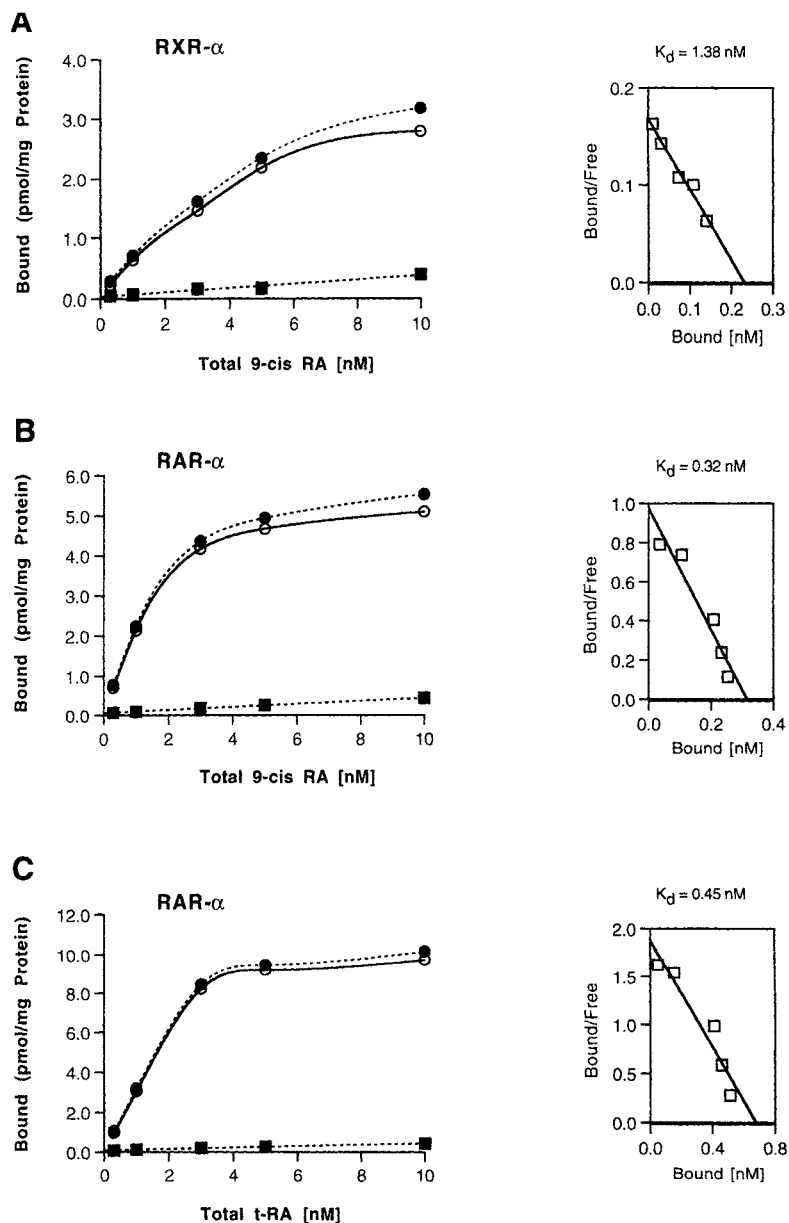 A
RXR-α
Bound (pmol/mg Protein)
4.0
3.0
2.0
1.0
0.0
0 2 4 6 8 10
Total 9-cis RA [nM]
Kd = 1.38 nM
Bound/Free
0.2
0.1
0.0
0.0 0.1 0.2 0.3
Bound [nM]
B
RAR-α
Bound (pmol/mg Protein)
6.0
5.0
4.0
3.0
2.0
1.0
0.0
0 2 4 6 8 10
Total 9-cis RA [nM]
Kd = 0.32 nM
Bound/Free
1.0
0.8
0.6
0.4
0.2
0.0
0.0 0.2 0.4
Bound [nM]
C
RAR-α
Bound (pmol/mg Protein)
12.0
10.0
8.0
6.0
4.0
2.0
0.0
0 2 4 6 8 10
Total t-RA [nM]
Kd = 0.45 nM
Bound/Free
2.0
1.5
1.0
0.5
0.0
0.0 0.4 0.8
Bound [nM]